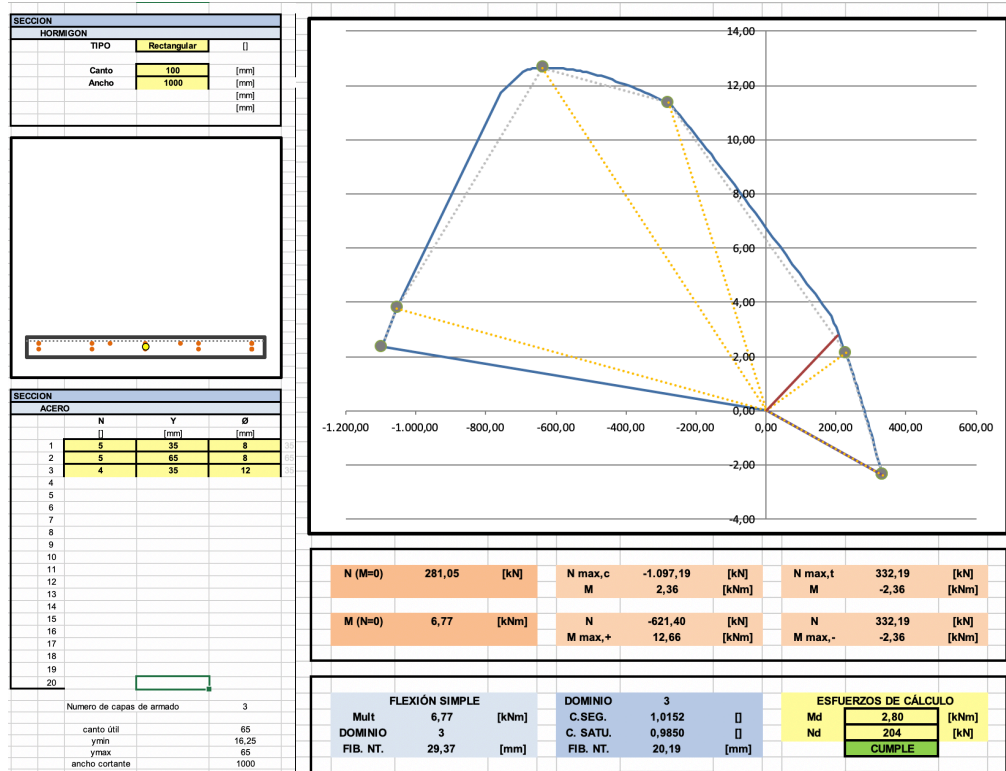 SECCION
HORMIGON
TIPO Rectangular []
Canto 100 [mm]
Ancho 1000 [mm]
[mm]
[mm]
SECCION
ACERO
N Y Ø
[] [mm] [mm]
1 5 35 8 35
2 5 65 8 65
3 4 35 12 35
4
5
6
7
8
9
10
11
12
13
14
15
16
17
18
19
20
Numero de capas de armado 3
canto útil 65
ymin 16,25
ymax 65
ancho cortante 1000
14,00
12,00
10,00
8,00
6,00
4,00
2,00
0,00
-1.200,00 -1.000,00 -800,00 -600,00 -400,00 -200,00 0,00 200,00 400,00 600,00
-2,00
-4,00
N (M=0) 281,05 [kN] N max,c -1.097,19 [kN] N max,t 332,19 [kN]
M 2,36 [kNm] M -2,36 [kNm]
M (N=0) 6,77 [kNm] N -621,40 [kN] N 332,19 [kN]
M max,+ 12,66 [kNm] M max,- -2,36 [kNm]
FLEXIÓN SIMPLE DOMINIO 3 ESFUERZOS DE CÁLCULO
Mult 6,77 [kNm] C.SEG. 1,0152 [] Md 2,80 [kNm]
DOMINIO 3 C. SATU. 0,9850 [] Nd 204 [kN]
FIB. NT. 29,37 [mm] FIB. NT. 20,19 [mm] CUMPLE